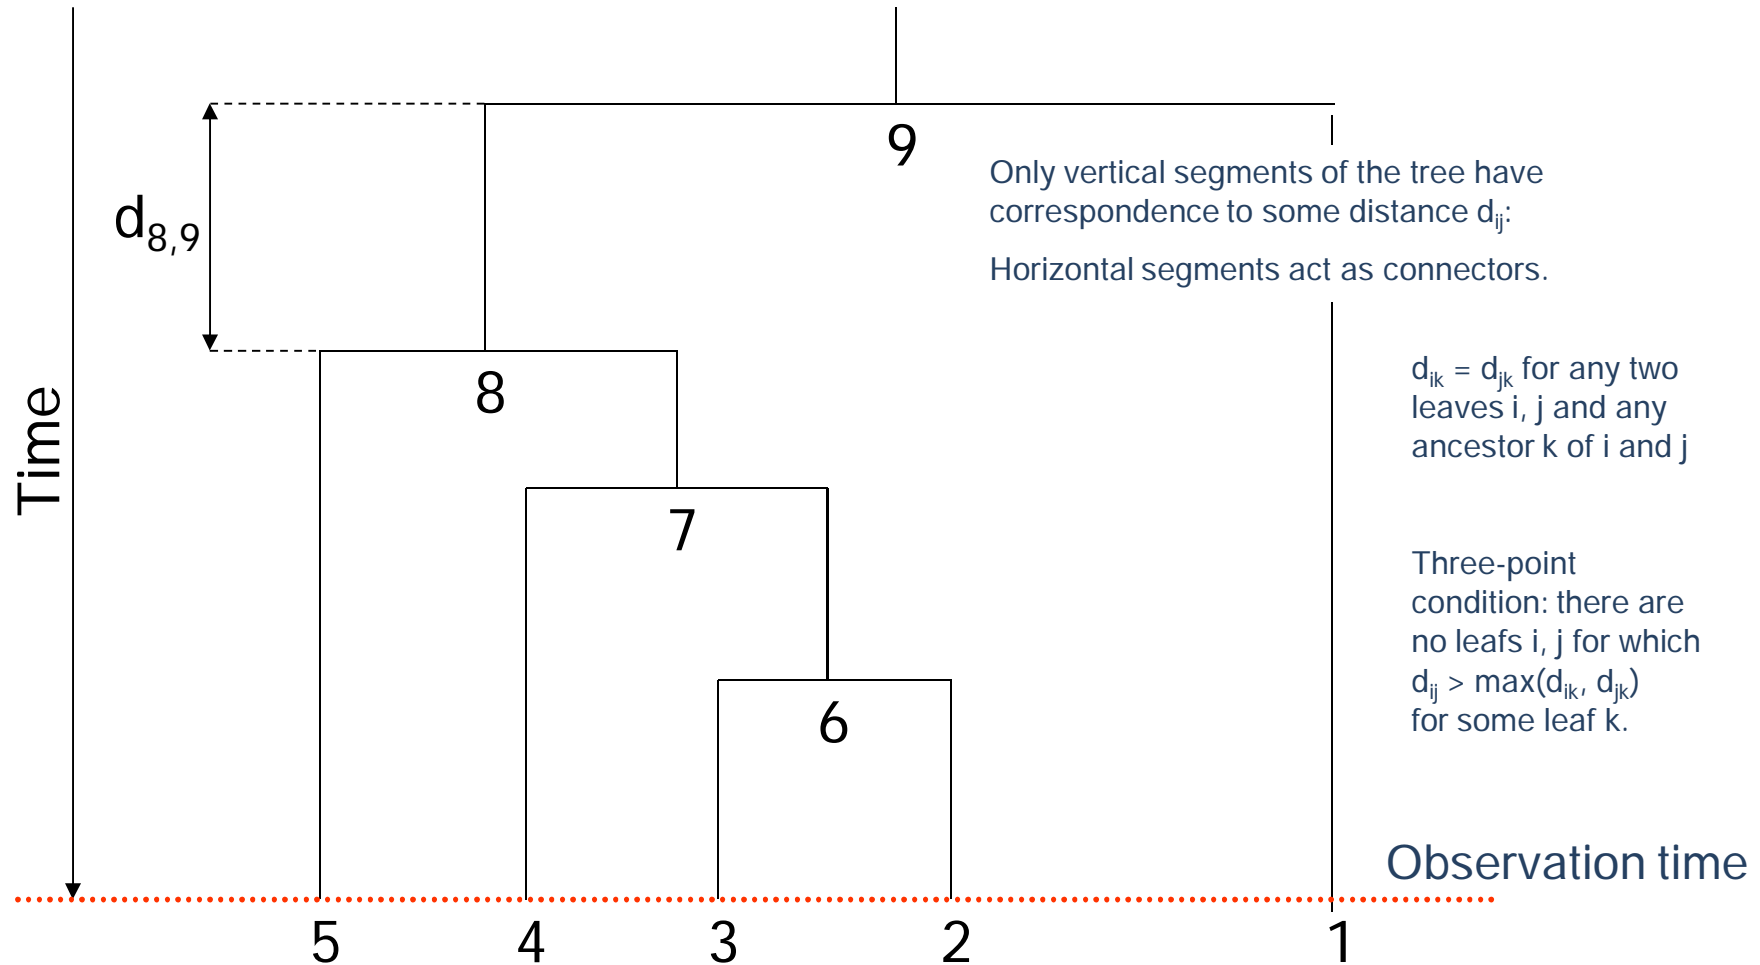 9
Only vertical segments of the tree have
correspondence to some distance dij:
Horizontal segments act as connectors.
d8,9
8
dik = djk for any two
leaves i, j and any
ancestor k of i and j
Time
7
Three-point
condition: there are
no leafs i, j for which
dij > max(dik, djk)
for some leaf k.
6
Observation time
5 4 3 2 1